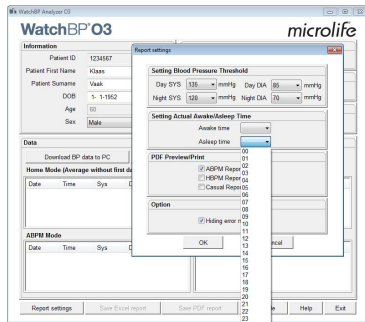 WatchBP Analyzer O3
WatchBP O3
microlife
Information
Patient ID 1234567
Patient First Name Klaas
Patient Surname Vaak
DOB 1- 1-1952
Age 60
Sex Male
Data
Download BP data to PC
Home Mode (Average without first da
Date Time Sys D
ABPM Mode
Date Time Sys D
Report settings Save Excel report Save PDF report e Help Exit
Report settings
Setting Blood Pressure Threshold
Day SYS 135 mmHg Day DIA 85 mmHg
Night SYS 120 mmHg Night DIA 70 mmHg
Setting Actual Awake/Asleep Time
Awake time
Asleep time
PDF Preview/Print
ABPM Repor
HBPM Repor
Casual Repor
Option
Hiding error n
OK ncel
00
01
02
03
04
05
06
07
08
09
10
11
12
13
14
15
16
17
18
19
20
21
22
23